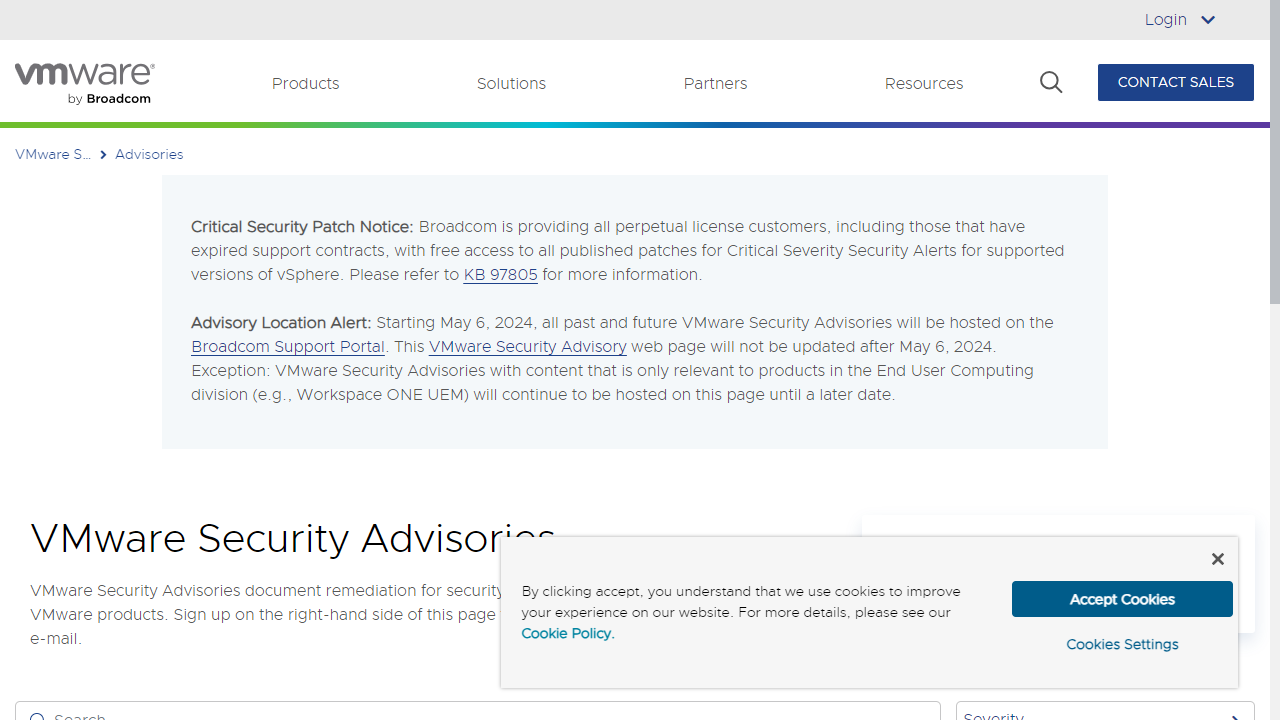 Login
vmware®
by Broadcom
Products
Solutions
Partners
Resources
CONTACT SALES
VMware S...
Advisories
Critical Security Patch Notice: Broadcom is providing all perpetual license customers, including those that have
expired support contracts, with free access to all published patches for Critical Severity Security Alerts for supported
versions of vSphere. Please refer to KB 97805 for more information.
Advisory Location Alert: Starting May 6, 2024, all past and future VMware Security Advisories will be hosted on the
Broadcom Support Portal. This VMware Security Advisory web page will not be updated after May 6, 2024.
Exception: VMware Security Advisories with content that is only relevant to products in the End User Computing
division (e.g., Workspace ONE UEM) will continue to be hosted on this page until a later date.
VMware Security Advisories
VMware Security Advisories document remediation for security
VMware products. Sign up on the right-hand side of this page
e-mail.
By clicking accept, you understand that we use cookies to improve
your experience on our website. For more details, please see our
Cookie Policy.
Accept Cookies
Cookies Settings
Search
Severity